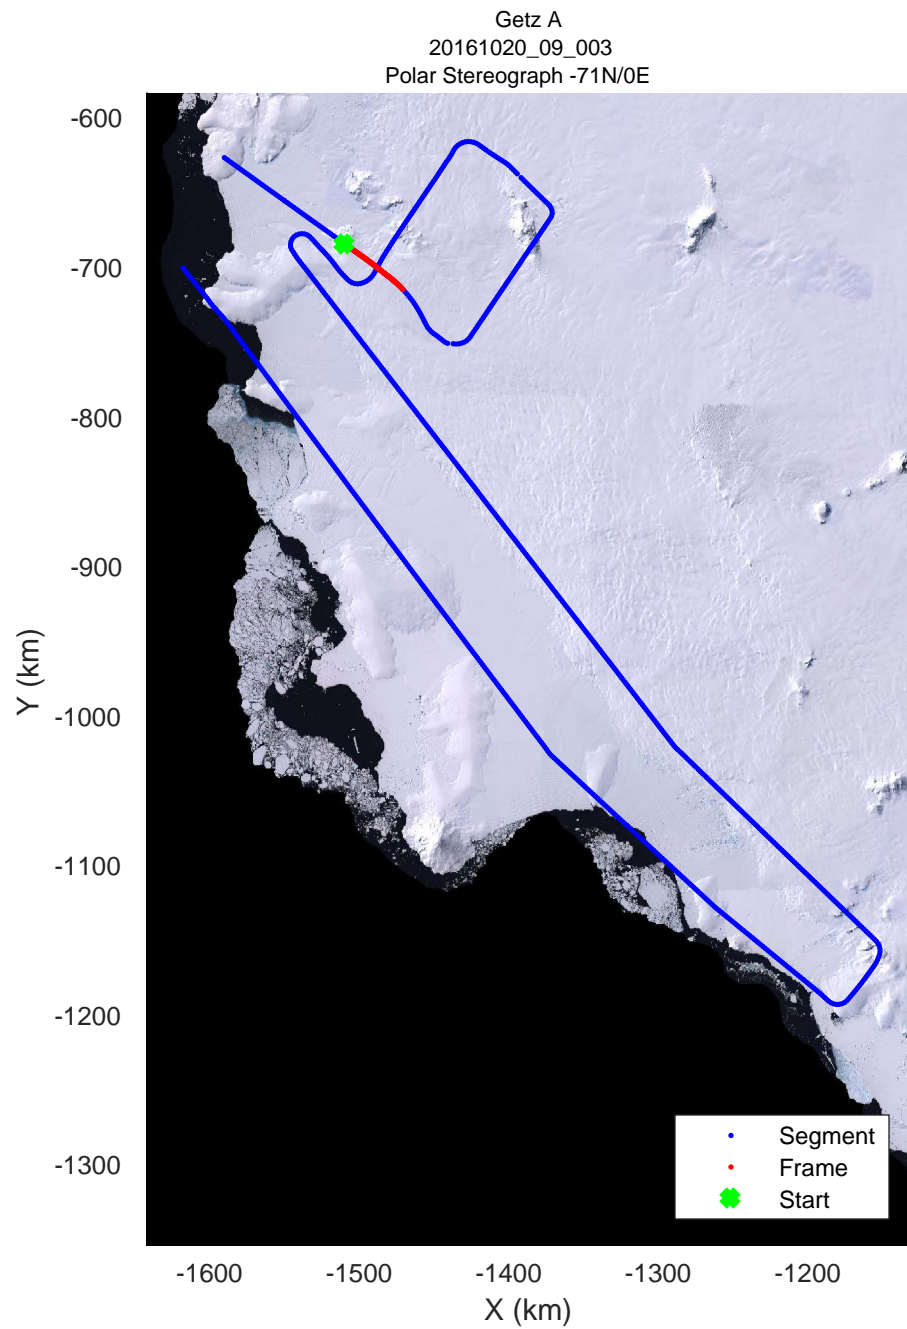 Getz A
20161020_09_003
Polar Stereograph -71N/0E
-600
-700
-800
-900
-1000
-1100
-1200
-1300
Y (km)
-1600
-1500
-1400
-1300
-1200
X (km)
Segment
Frame
Start